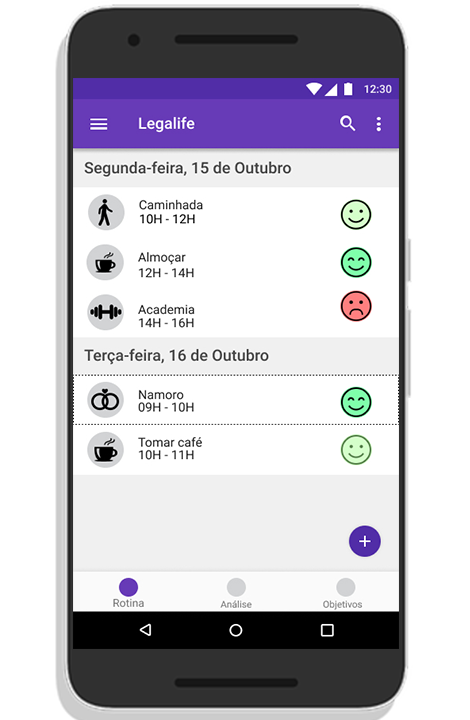 12:30
Legalife
Segunda-feira, 15 de Outubro
Caminhada
10H - 12H
Almoçar
12H - 14H
Academia
14H - 16H
Terça-feira, 16 de Outubro
Namoro
09H - 10H
Tomar café
10H - 11H
Rotina
Análise
Objetivos